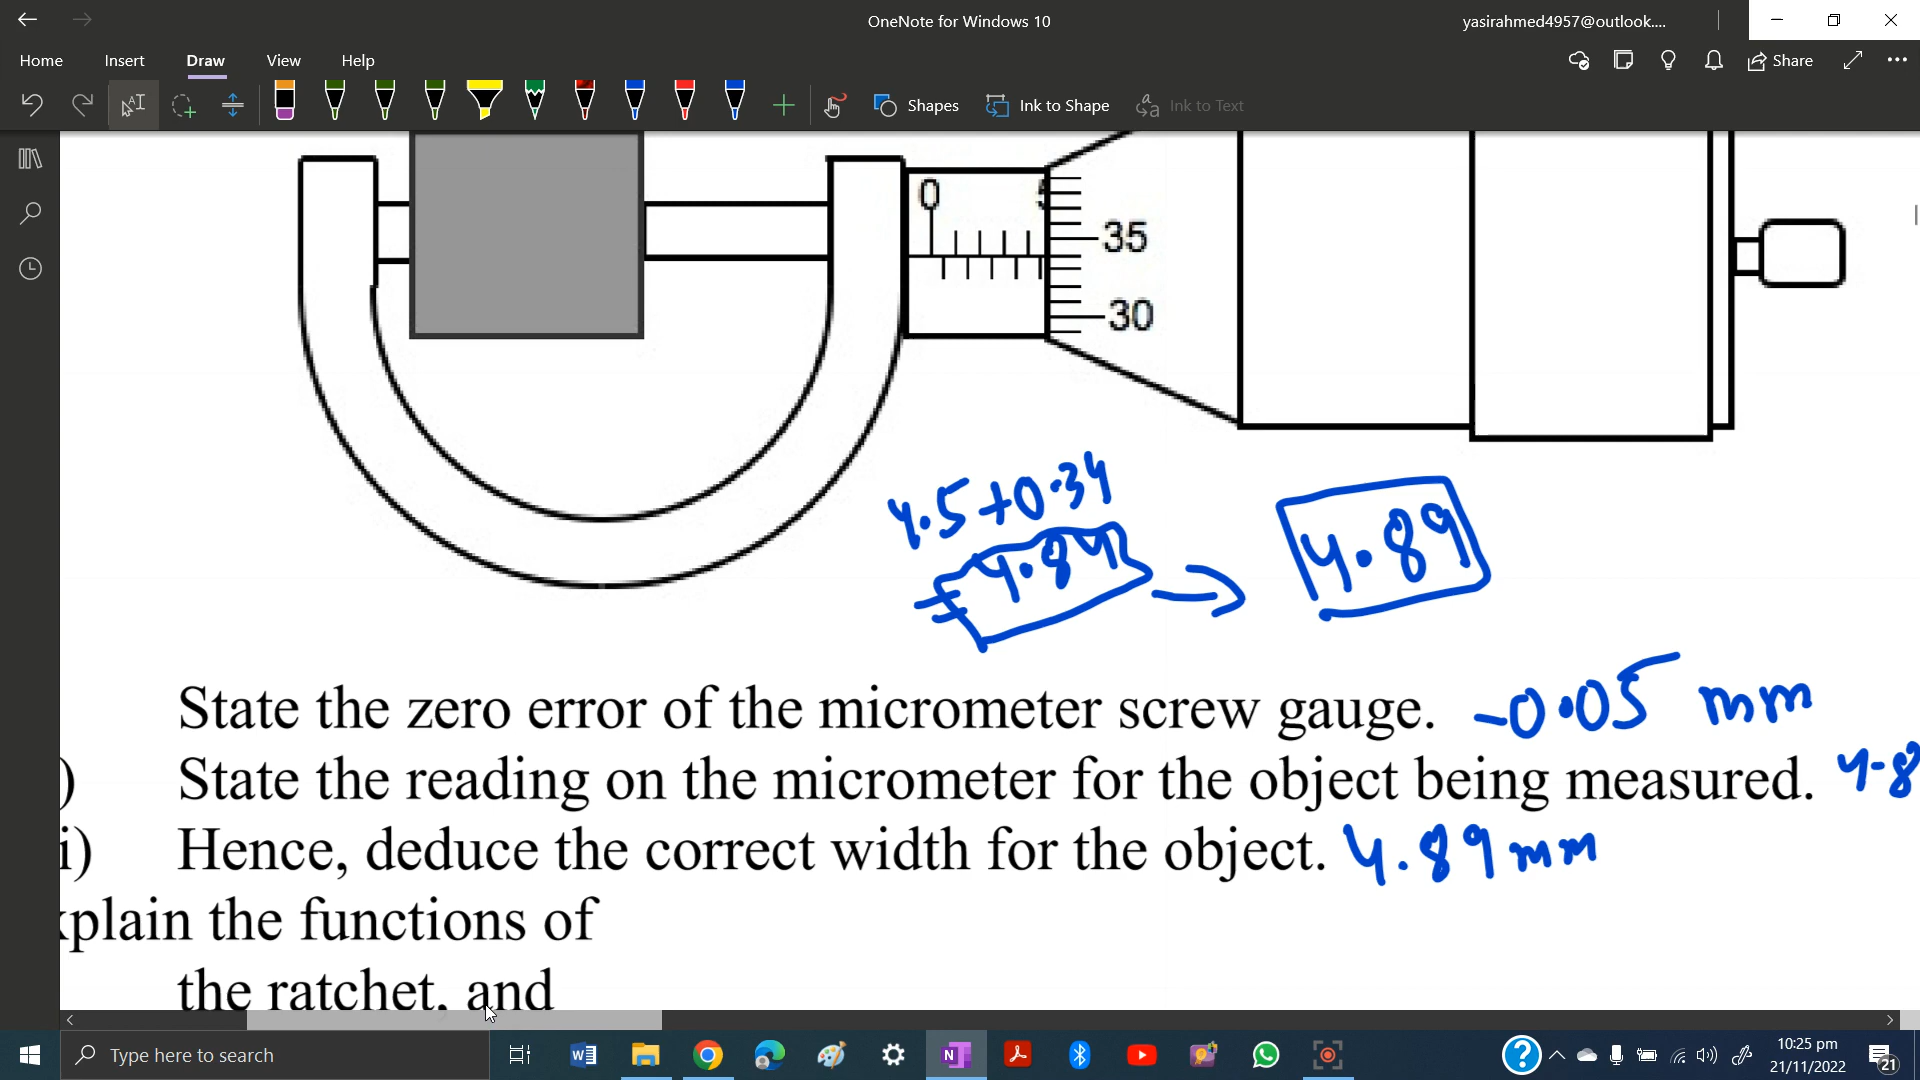 OneNote for Windows 10
yasirahmed4957@outlook....
Home Insert Draw View Help
Share
Shapes Ink to Shape Ink to Text
0 5
35
30
4.5+0.34
= 4.84 → 4.89
State the zero error of the micrometer screw gauge. -0.05 mm
) State the reading on the micrometer for the object being measured. 4.8
i) Hence, deduce the correct width for the object. 4.89 mm
xplain the functions of
the ratchet, and
Type here to search
10:25 pm
21/11/2022
21